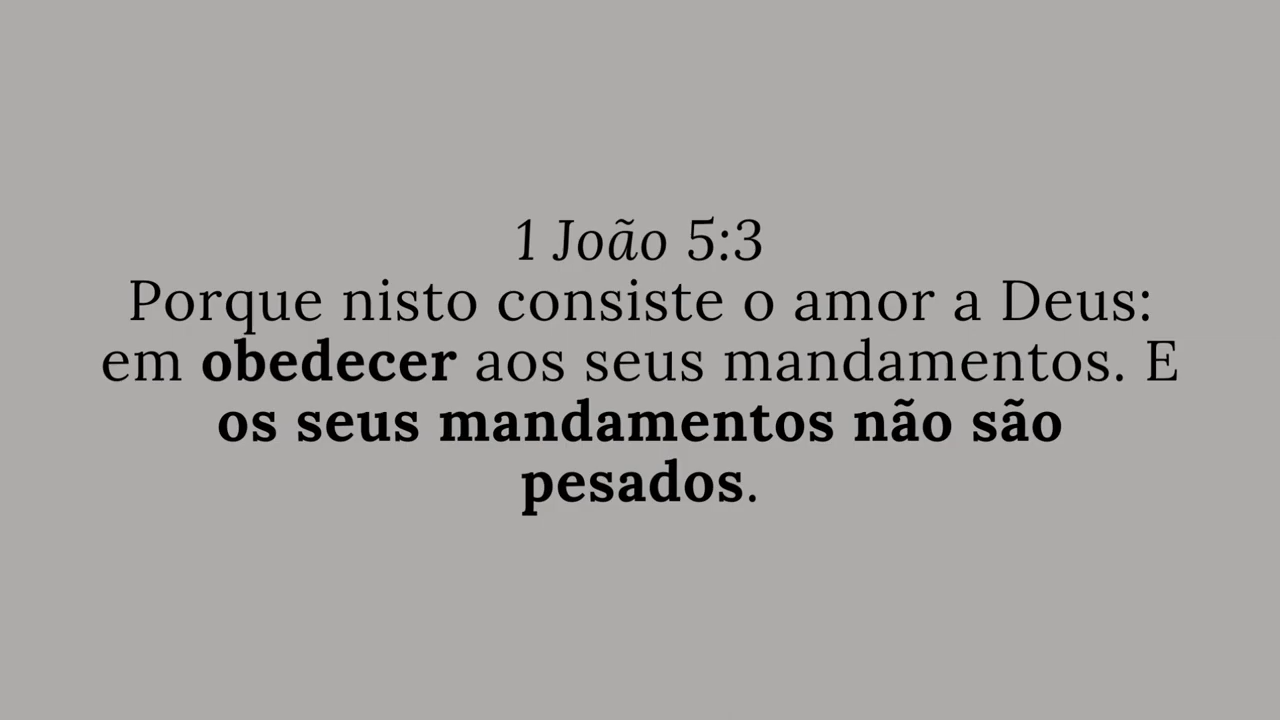 1 João 5:3
Porque nisto consiste o amor a Deus:
em obedecer aos seus mandamentos. E
os seus mandamentos não são
pesados.